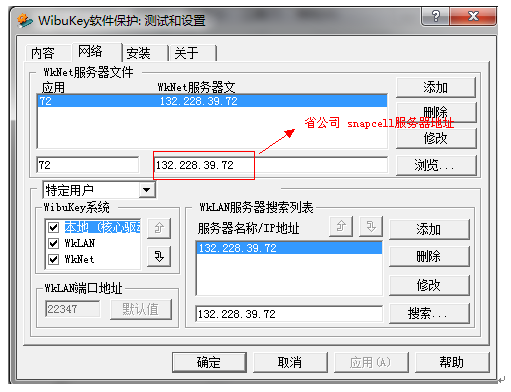 WibuKey软件保护: 测试和设置
内容 网络 安装 关于
WkNet服务器文件
应用 WkNet服务器文
72 132.228.39.72
添加
删除
省公司 snapcell服务器地址
修改
72 132.228.39.72 浏览...
特定用户
WibuKey系统
WkLAN服务器搜索列表
本地 (核心驱动
服务器名称/IP地址
添加
WkLAN
132.228.39.72
WkNet
删除
修改
WkLAN端口地址
22347 默认值
132.228.39.72 搜索...
确定 取消 应用(A) 帮助